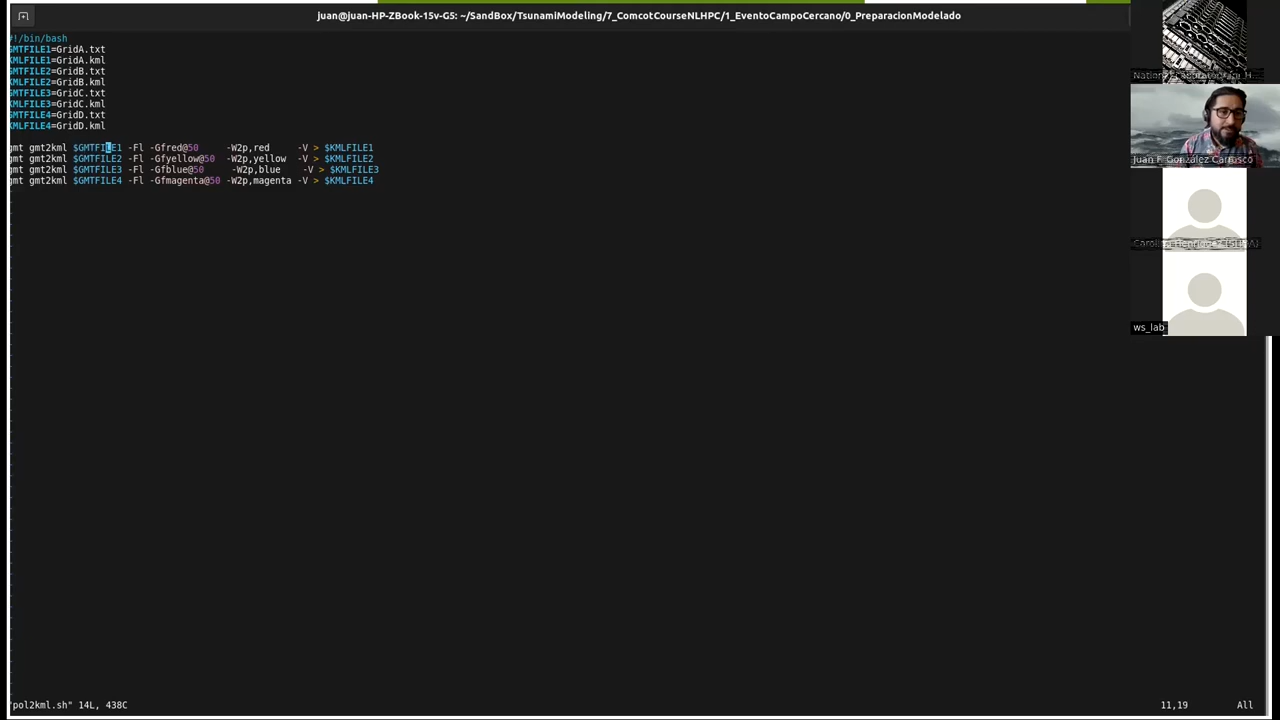 juan@juan-HP-ZBook-15v-G5: ~/SandBox/TsunamiModeling/7_ComcotCourseNLHPC/1_EventoCampoCercano/0_PreparacionModelado
#!/bin/bash
GMTFILE1=GridA.txt
KMLFILE1=GridA.kml
GMTFILE2=GridB.txt
KMLFILE2=GridB.kml
GMTFILE3=GridC.txt
KMLFILE3=GridC.kml
GMTFILE4=GridD.txt
KMLFILE4=GridD.kml
gmt gmt2kml $GMTFILE1 -Fl -Gfred@50     -W2p,red     -V > $KMLFILE1
gmt gmt2kml $GMTFILE2 -Fl -Gfyellow@50  -W2p,yellow  -V > $KMLFILE2
gmt gmt2kml $GMTFILE3 -Fl -Gfblue@50     -W2p,blue    -V > $KMLFILE3
gmt gmt2kml $GMTFILE4 -Fl -Gfmagenta@50 -W2p,magenta -V > $KMLFILE4
"pol2kml.sh" 14L, 438C
11,19
All
Juan F. González Carrasco
ws_lab